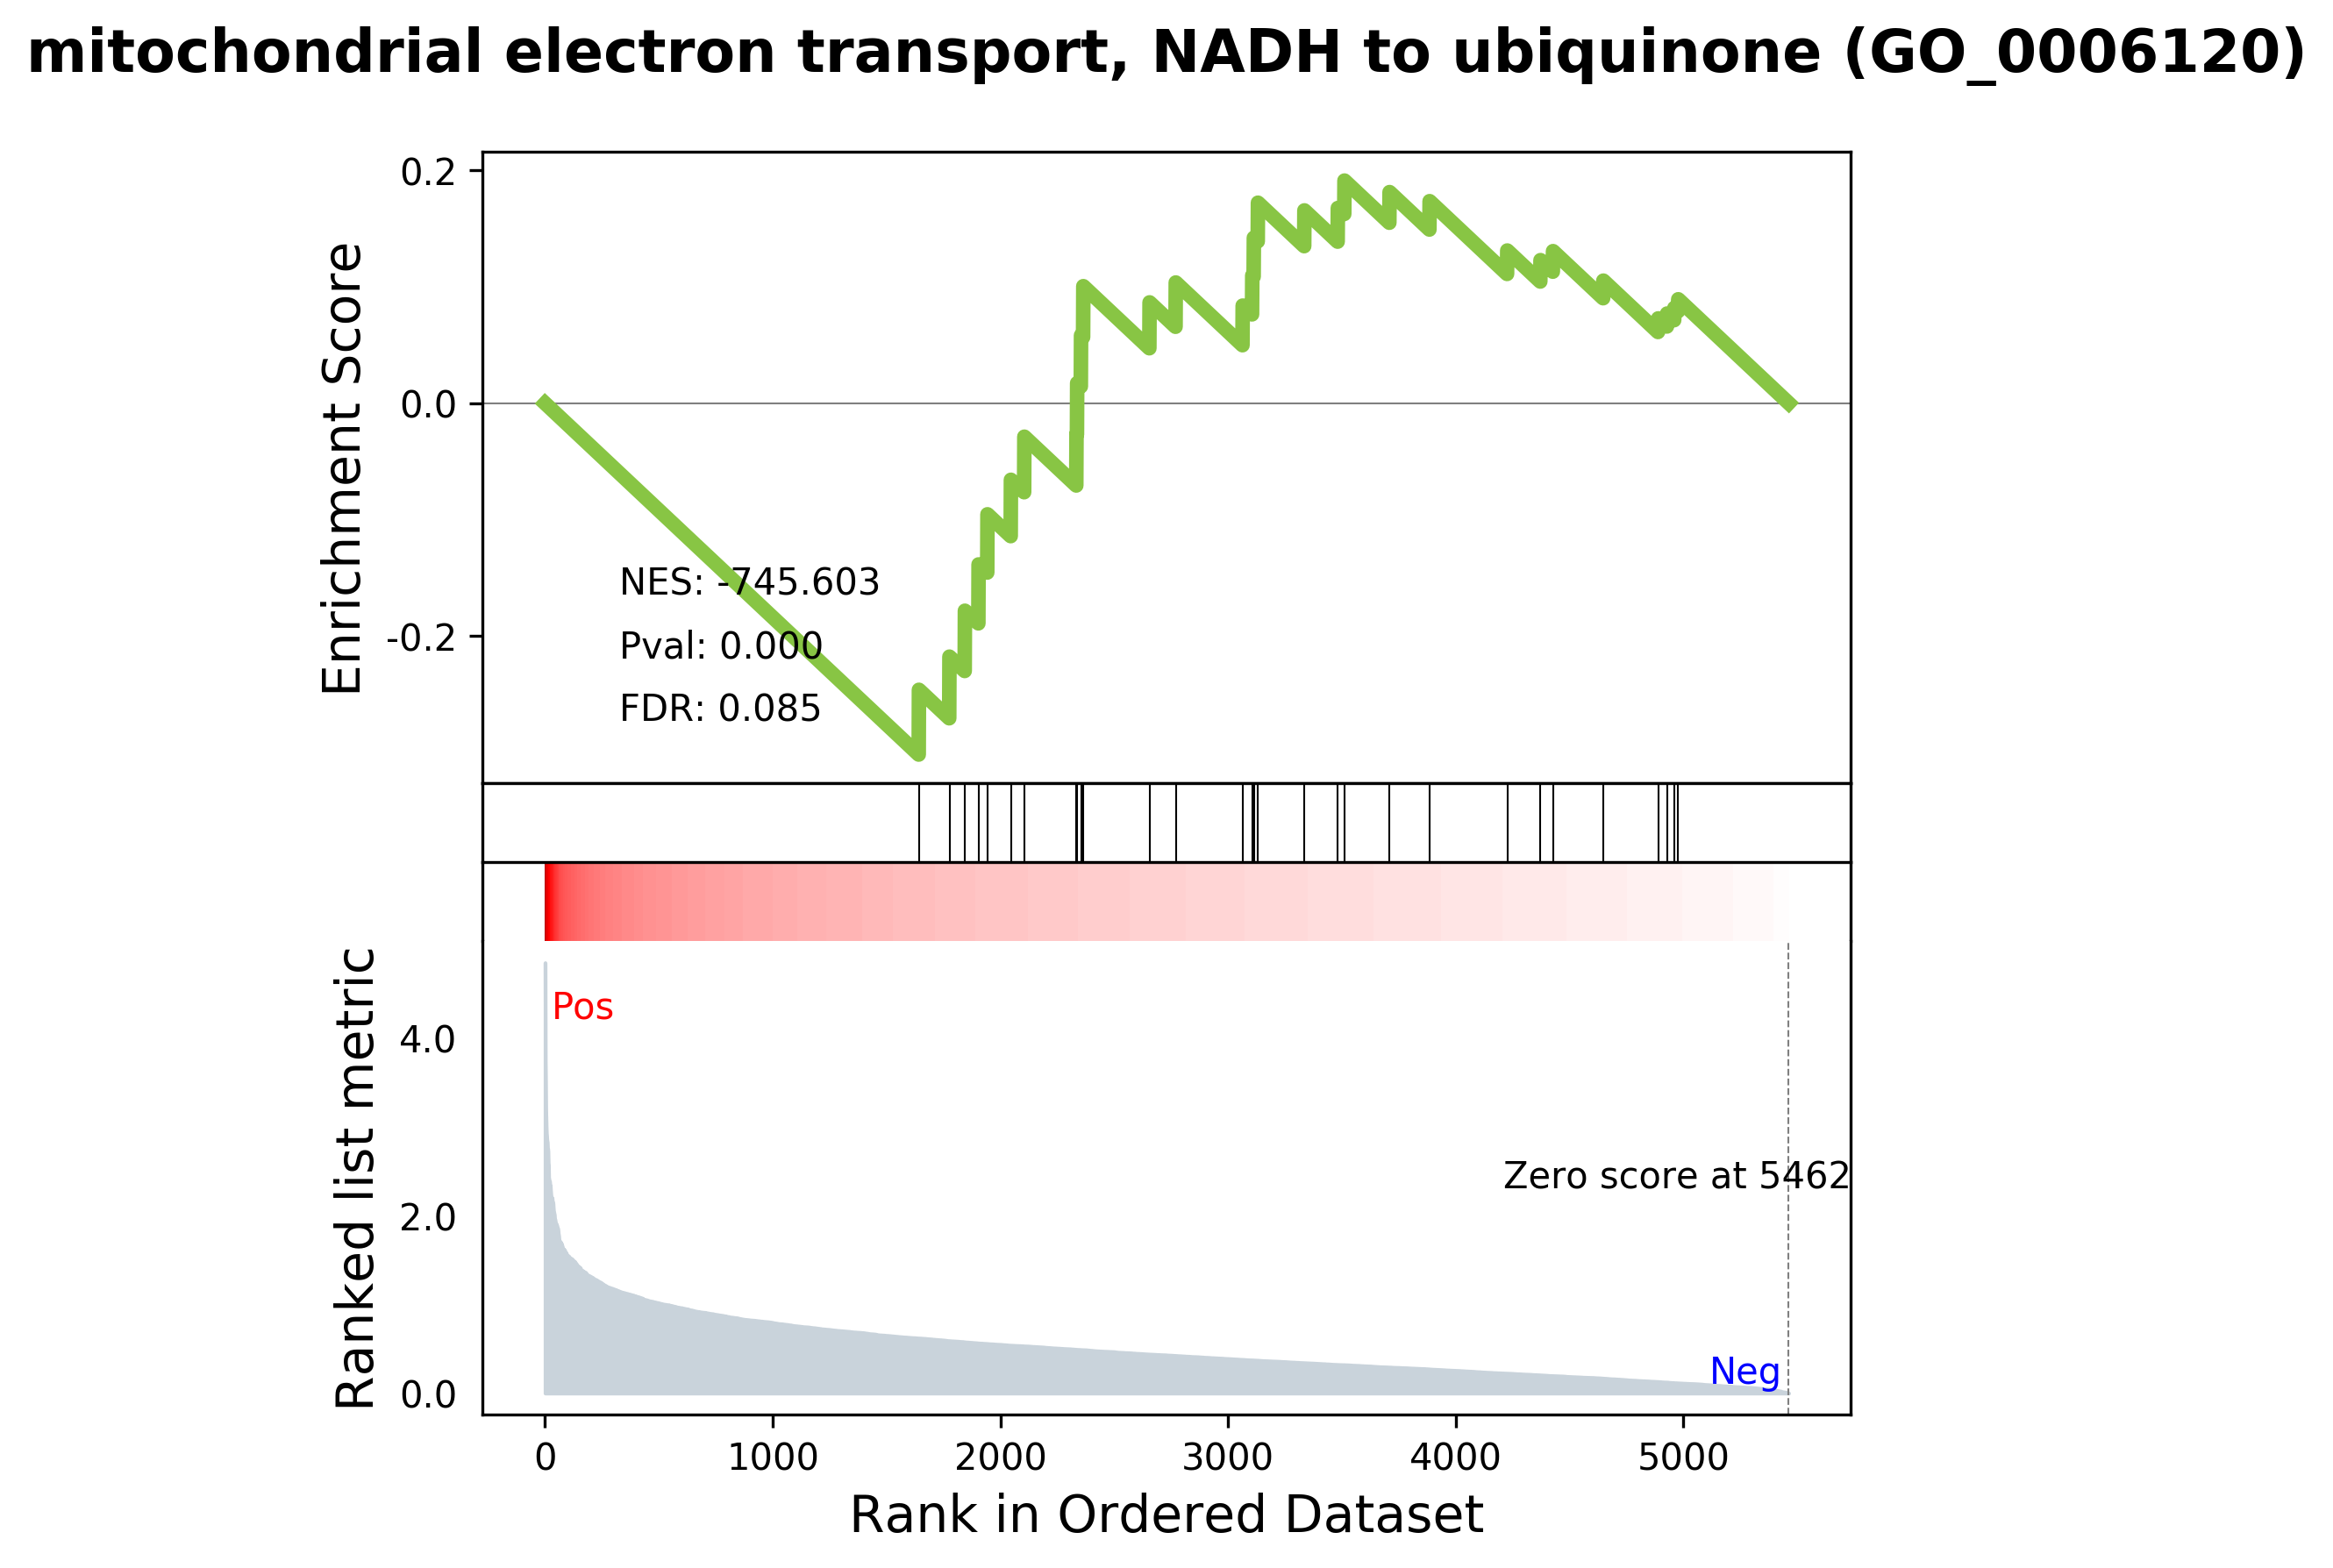 mitochondrial electron transport, NADH to ubiquinone (GO_0006120)
Enrichment Score
0.2
0.0
-0.2
NES: -745.603
Pval: 0.000
FDR: 0.085
Ranked list metric
4.0
2.0
0.0
Pos
Zero score at 5462
Neg
0 1000 2000 3000 4000 5000
Rank in Ordered Dataset